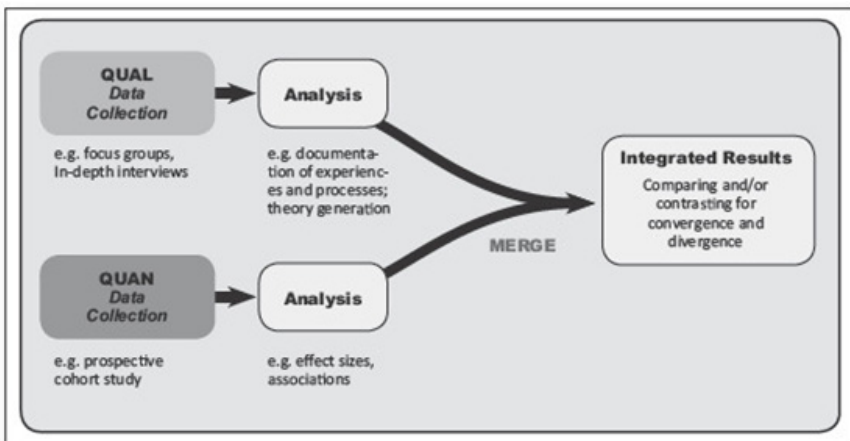 QUAL
Data
Collection
Analysis
e.g. focus groups,
In-depth interviews
e.g. documenta-
tion of experienc-
es and processes;
theory generation
Integrated Results
Comparing and/or
contrasting for
convergence and
divergence
MERGE
QUAN
Data
Collection
Analysis
e.g. prospective
cohort study
e.g. effect sizes,
associations